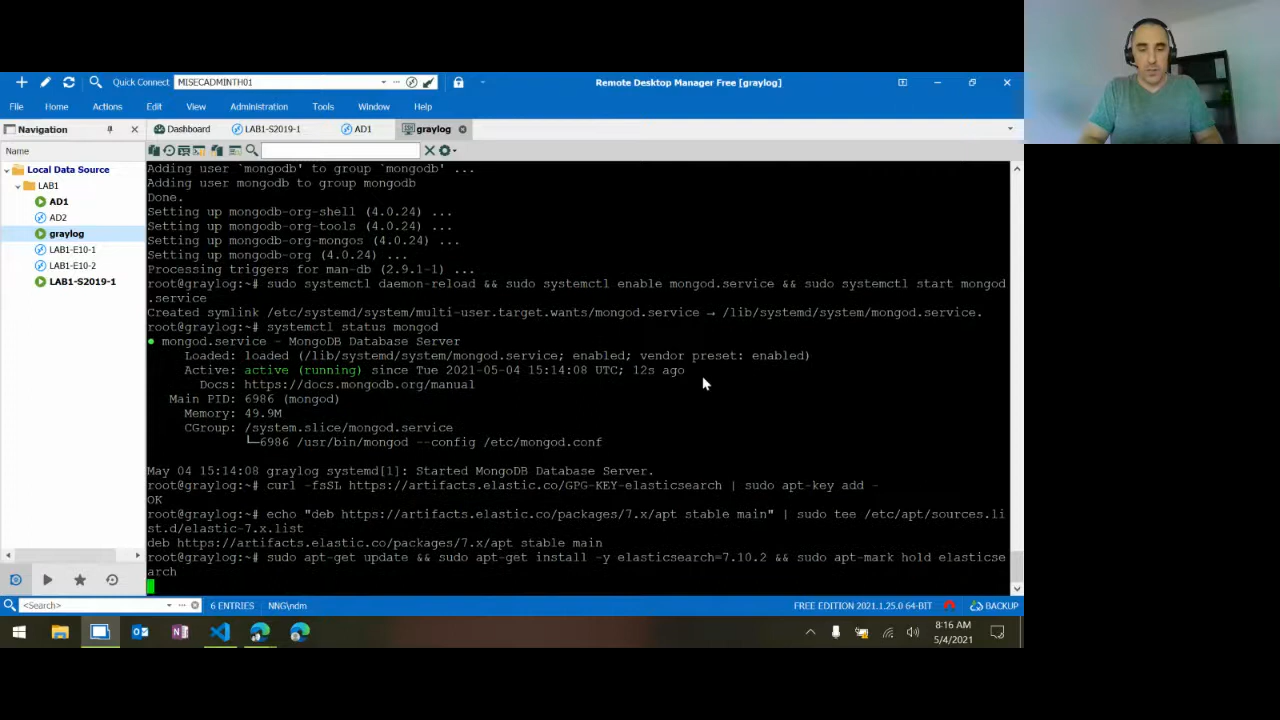 Quick Connect
MISECADMINTH01
Remote Desktop Manager Free [graylog]
File Home Actions Edit View Administration Tools Window Help
Navigation
Dashboard LAB1-S2019-1 AD1 graylog
Name
Local Data Source
LAB1
AD1
AD2
graylog
LAB1-E10-1
LAB1-E10-2
LAB1-S2019-1
Adding user `mongodb' to group `mongodb' ...
Adding user mongodb to group mongodb
Done.
Setting up mongodb-org-shell (4.0.24) ...
Setting up mongodb-org-tools (4.0.24) ...
Setting up mongodb-org-mongos (4.0.24) ...
Setting up mongodb-org (4.0.24) ...
Processing triggers for man-db (2.9.1-1) ...
root@graylog:~# sudo systemctl daemon-reload && sudo systemctl enable mongod.service && sudo systemctl start mongod
.service
Created symlink /etc/systemd/system/multi-user.target.wants/mongod.service → /lib/systemd/system/mongod.service.
root@graylog:~# systemctl status mongod
● mongod.service - MongoDB Database Server
Loaded: loaded (/lib/systemd/system/mongod.service; enabled; vendor preset: enabled)
Active: active (running) since Tue 2021-05-04 15:14:08 UTC; 12s ago
Docs: https://docs.mongodb.org/manual
Main PID: 6986 (mongod)
Memory: 49.9M
CGroup: /system.slice/mongod.service
└─6986 /usr/bin/mongod --config /etc/mongod.conf
May 04 15:14:08 graylog systemd[1]: Started MongoDB Database Server.
root@graylog:~# curl -fsSL https://artifacts.elastic.co/GPG-KEY-elasticsearch | sudo apt-key add -
OK
root@graylog:~# echo "deb https://artifacts.elastic.co/packages/7.x/apt stable main" | sudo tee /etc/apt/sources.li
st.d/elastic-7.x.list
deb https://artifacts.elastic.co/packages/7.x/apt stable main
root@graylog:~# sudo apt-get update && sudo apt-get install -y elasticsearch=7.10.2 && sudo apt-mark hold elasticse
arch
<Search>
6 ENTRIES NNG\ndm
FREE EDITION 2021.1.25.0 64-BIT
BACKUP
8:16 AM
5/4/2021